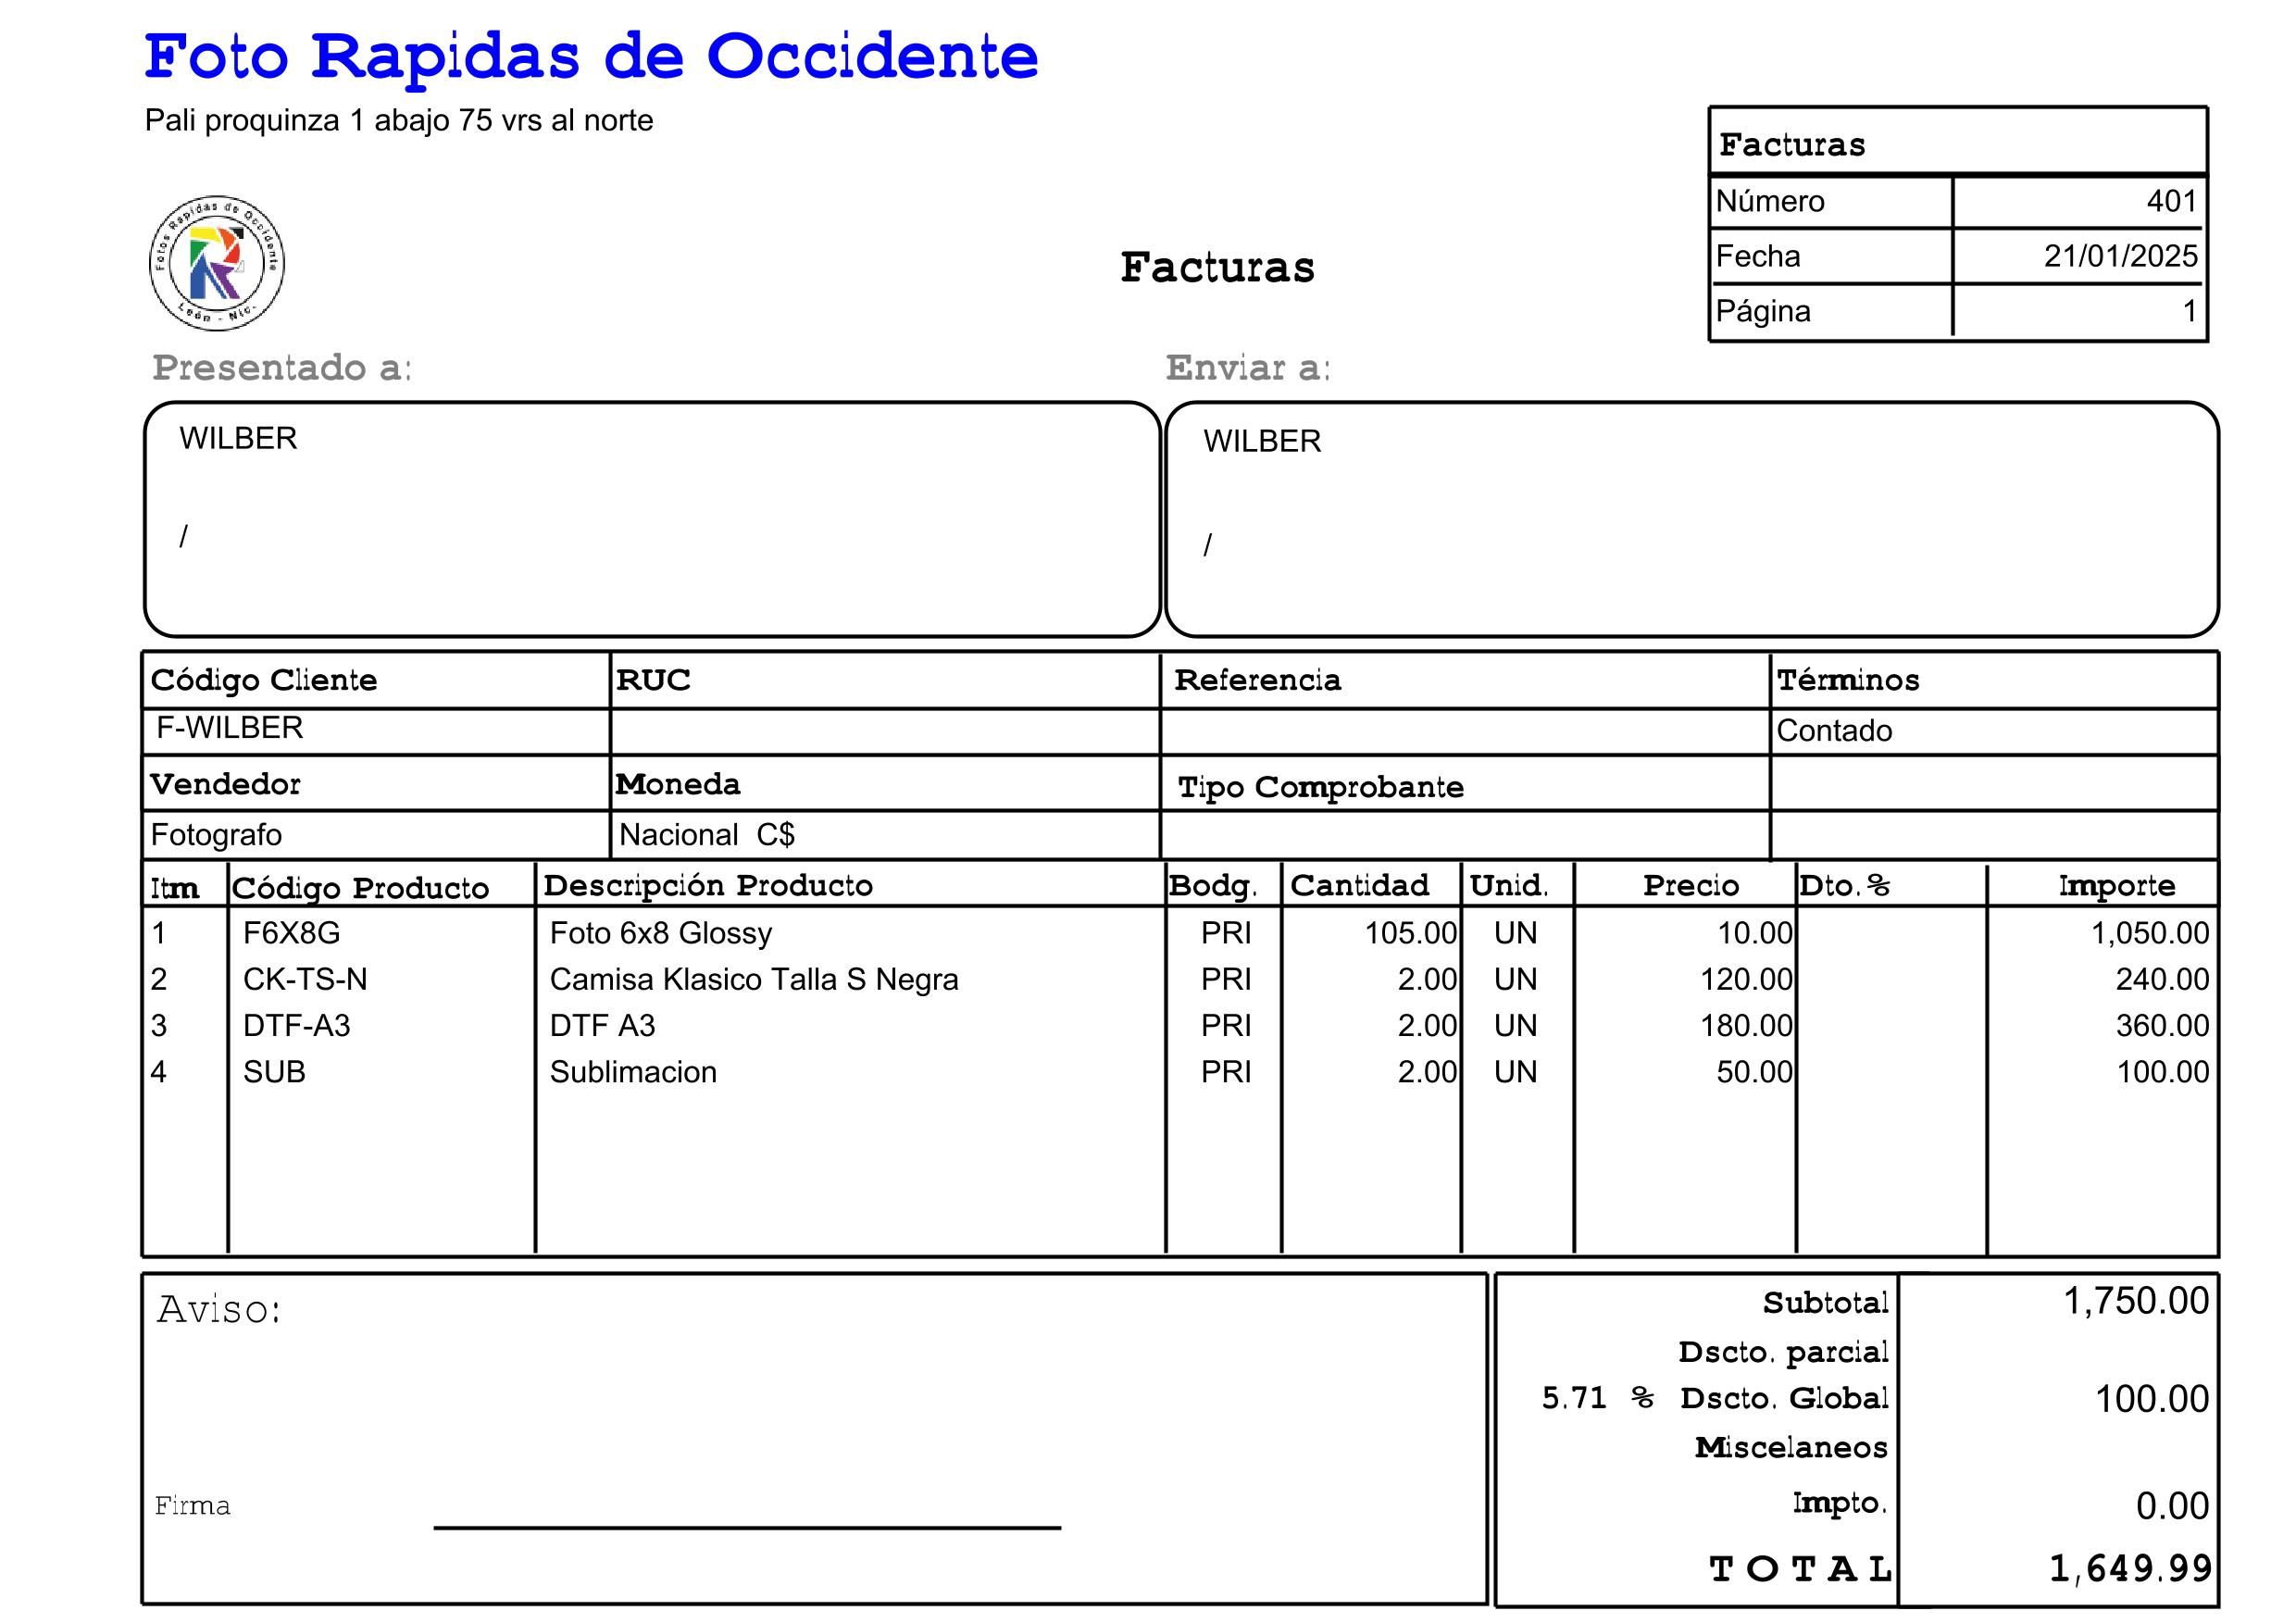 Foto Rapidas de Occidente
Pali proquinza 1 abajo 75 vrs al norte
Facturas
Número 401
Fecha 21/01/2025
Página 1
Fotos Rapidas de Occidente
León - Nic.
Facturas
Presentado a: Enviar a:
WILBER WILBER
/ /
Código Cliente RUC Referencia Términos
F-WILBER Contado
Vendedor Moneda Tipo Comprobante
Fotografo Nacional C$
Itm Código Producto Descripción Producto Bodg. Cantidad Unid. Precio Dto.% Importe
1 F6X8G Foto 6x8 Glossy PRI 105.00 UN 10.00 1,050.00
2 CK-TS-N Camisa Klasico Talla S Negra PRI 2.00 UN 120.00 240.00
3 DTF-A3 DTF A3 PRI 2.00 UN 180.00 360.00
4 SUB Sublimacion PRI 2.00 UN 50.00 100.00
Aviso:
Subtotal 1,750.00
Dscto. parcial
5.71 % Dscto. Global 100.00
Miscelaneos
Firma
Impto. 0.00
TOTAL 1,649.99